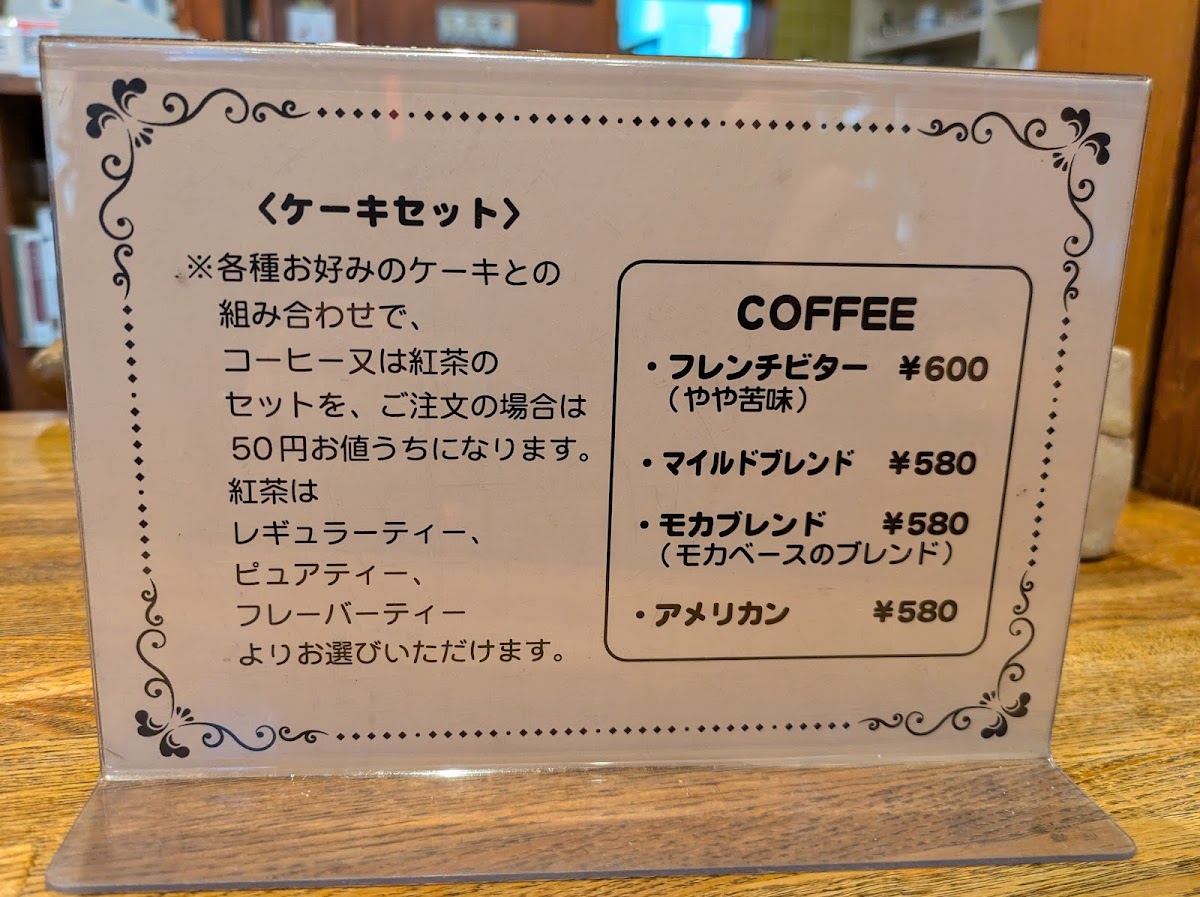 〈ケーキセット〉
※各種お好みのケーキとの
組み合わせで、
コーヒー又は紅茶の
セットを、ご注文の場合は
50円お値うちになります。
紅茶は
レギュラーティー、
ピュアティー、
フレーバーティー
よりお選びいただけます。
COFFEE
・フレンチビター ¥600
（やや苦味）
・マイルドブレンド ¥580
・モカブレンド ¥580
（モカベースのブレンド）
・アメリカン ¥580